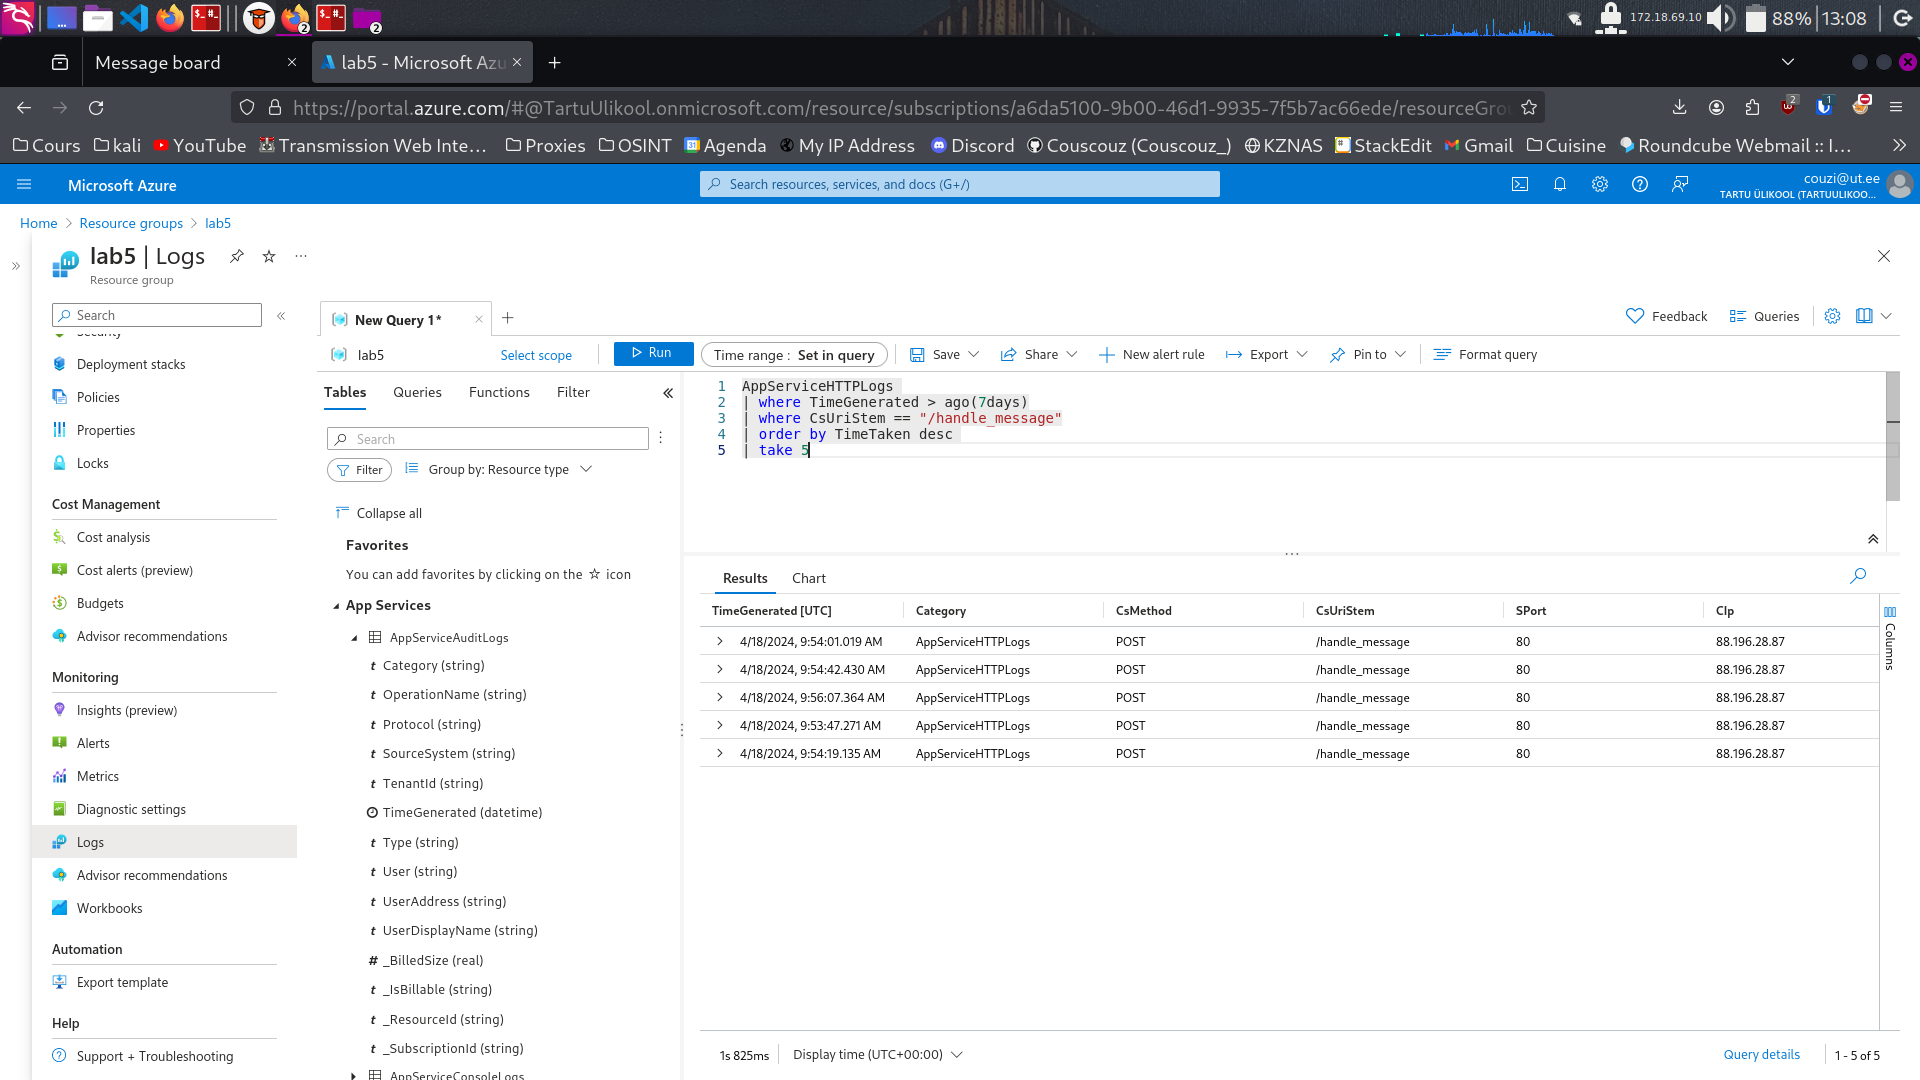 2
2
172.18.69.10
88%
13:08
Message board
lab5 - Microsoft Azu
https://portal.azure.com/#@TartuUlikool.onmicrosoft.com/resource/subscriptions/a6da5100-9b00-46d1-9935-7f5b7ac66ede/resourceGrou
2
1
Cours
kali
YouTube
Transmission Web Inte…
Proxies
OSINT
Agenda
My IP Address
Discord
Couscouz (Couscouz_)
KZNAS
StackEdit
Gmail
Cuisine
Roundcube Webmail :: I…
Microsoft Azure
Search resources, services, and docs (G+/)
couzi@ut.ee
TARTU ÜLIKOOL (TARTUULIKOO...
Home
Resource groups
lab5
lab5 | Logs
Resource group
Search
Security
Deployment stacks
Policies
Properties
Locks
Cost Management
Cost analysis
Cost alerts (preview)
Budgets
Advisor recommendations
Monitoring
Insights (preview)
Alerts
Metrics
Diagnostic settings
Logs
Advisor recommendations
Workbooks
Automation
Export template
Help
Support + Troubleshooting
New Query 1*
Feedback
Queries
lab5
Select scope
Run
Time range : Set in query
Save
Share
New alert rule
Export
Pin to
Format query
Tables
Queries
Functions
Filter
Search
Filter
Group by: Resource type
Collapse all
Favorites
You can add favorites by clicking on the ☆ icon
App Services
AppServiceAuditLogs
t Category (string)
t OperationName (string)
t Protocol (string)
t SourceSystem (string)
t TenantId (string)
TimeGenerated (datetime)
t Type (string)
t User (string)
t UserAddress (string)
t UserDisplayName (string)
# _BilledSize (real)
t _IsBillable (string)
t _ResourceId (string)
t _SubscriptionId (string)
AppServiceConsoleLogs
1 AppServiceHTTPLogs
2 | where TimeGenerated > ago(7days)
3 | where CsUriStem == "/handle_message"
4 | order by TimeTaken desc
5 | take 5
Results
Chart
TimeGenerated [UTC] Category CsMethod CsUriStem SPort CIp
4/18/2024, 9:54:01.019 AM AppServiceHTTPLogs POST /handle_message 80 88.196.28.87
4/18/2024, 9:54:42.430 AM AppServiceHTTPLogs POST /handle_message 80 88.196.28.87
4/18/2024, 9:56:07.364 AM AppServiceHTTPLogs POST /handle_message 80 88.196.28.87
4/18/2024, 9:53:47.271 AM AppServiceHTTPLogs POST /handle_message 80 88.196.28.87
4/18/2024, 9:54:19.135 AM AppServiceHTTPLogs POST /handle_message 80 88.196.28.87
Columns
1s 825ms
Display time (UTC+00:00)
Query details
1 - 5 of 5